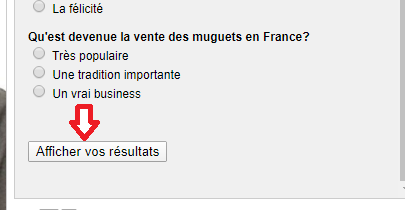 La félicité
Qu'est devenue la vente des muguets en France?
Très populaire
Une tradition importante
Un vrai business
Afficher vos résultats